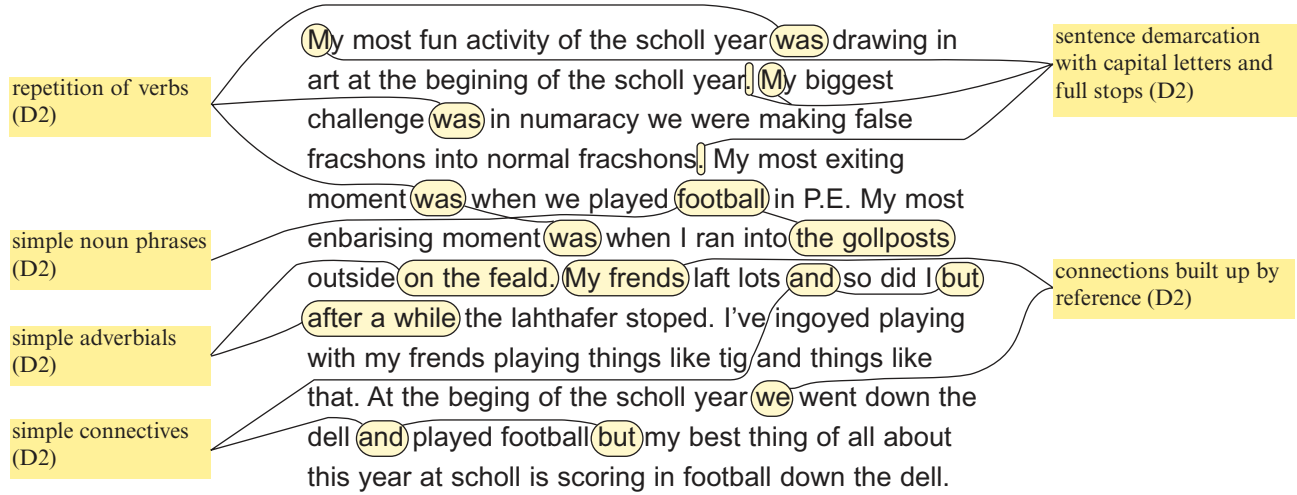 repetition of verbs
(D2)
simple noun phrases
(D2)
simple adverbials
(D2)
simple connectives
(D2)
My most fun activity of the scholl year was drawing in
art at the begining of the scholl year. My biggest
challenge was in numaracy we were making false
fracshons into normal fracshons. My most exiting
moment was when we played football in P.E. My most
enbarising moment was when I ran into the gollposts
outside on the feald. My frends laft lots and so did I but
after a while the lahthafer stoped. I've ingoyed playing
with my frends playing things like tig and things like
that. At the beging of the scholl year we went down the
dell and played football but my best thing of all about
this year at scholl is scoring in football down the dell.
sentence demarcation
with capital letters and
full stops (D2)
connections built up by
reference (D2)